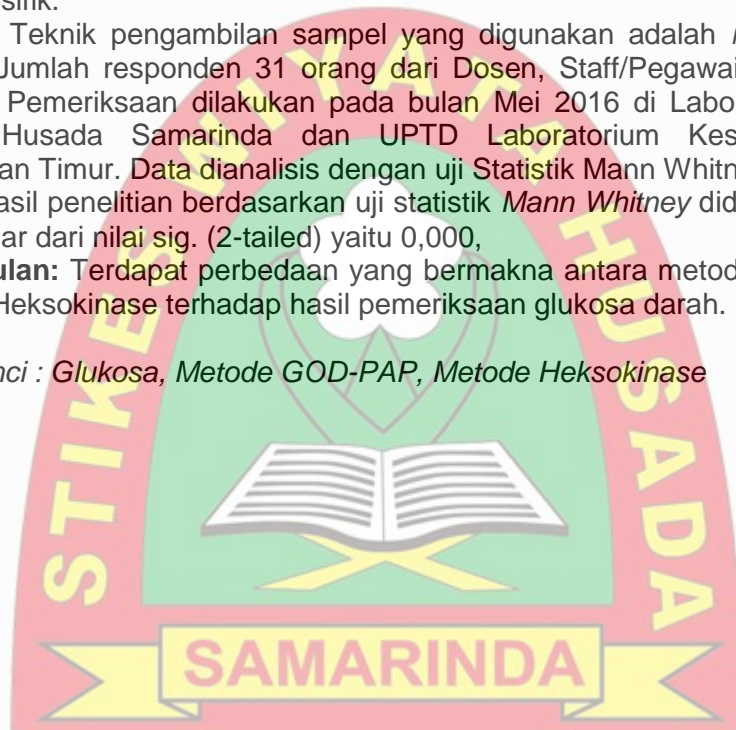 Teknik pengambilan sampel yang digunakan adalah
Jumlah responden 31 orang dari Dosen, Staff/Pegawai
Pemeriksaan dilakukan pada bulan Mei 2016 di Labo
Husada Samarinda dan UPTD Laboratorium Kes
an Timur. Data dianalisis dengan uji Statistik Mann Whitn
asil penelitian berdasarkan uji statistik Mann Whitney did
ar dari nilai sig. (2-tailed) yaitu 0,000,
ulan: Terdapat perbedaan yang bermakna antara metod
Heksokinase terhadap hasil pemeriksaan glukosa darah.
nci : Glukosa, Metode GOD-PAP, Metode Heksokinase
STIKES WIYATA HUSADA
SAMARINDA